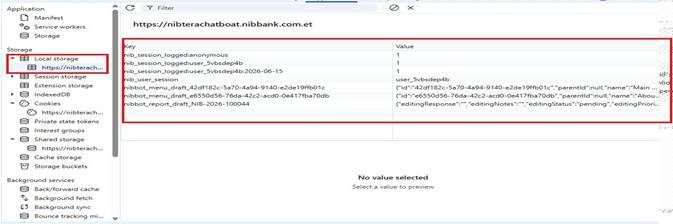 Application
Manifest
Service workers
Storage
Storage
Local storage
https://nibterach...
Session storage
Extension storage
IndexedDB
Cookies
https://nibterach...
Private state tokens
Interest groups
Shared storage
https://nibterach...
Cache storage
Storage buckets
Background services
Back/forward cache
Background fetch
Background sync
Bounce tracking mi...
Filter
https://nibterachatboat.nibbank.com.et
Key Value
nib_session_logged:anonymous 1
nib_session_logged:user_5vbsdep4b 1
nib_session_logged:user_5vbsdep4b:2026-06-15 1
nib_user_session user_5vbsdep4b
nibbot_menu_draft_42df182c-5a70-4a94-9140-e2de19ffb01c {"id":"42df182c-5a70-4a94-9140-e2de19ffb01c","parentId":null,"name":"Main ...
nibbot_menu_draft_e6550d6f-76da-42c2-acd0-0e417fba70db {"id":"e6550d6f-76da-42c2-acd0-0e417fba70db","parentId":null,"name":"Abou...
nibbot_report_draft_NIB-2026-100044 {"editingResponse":"","editingNotes":"","editingStatus":"pending","editingPrior...
No value selected
Select a value to preview